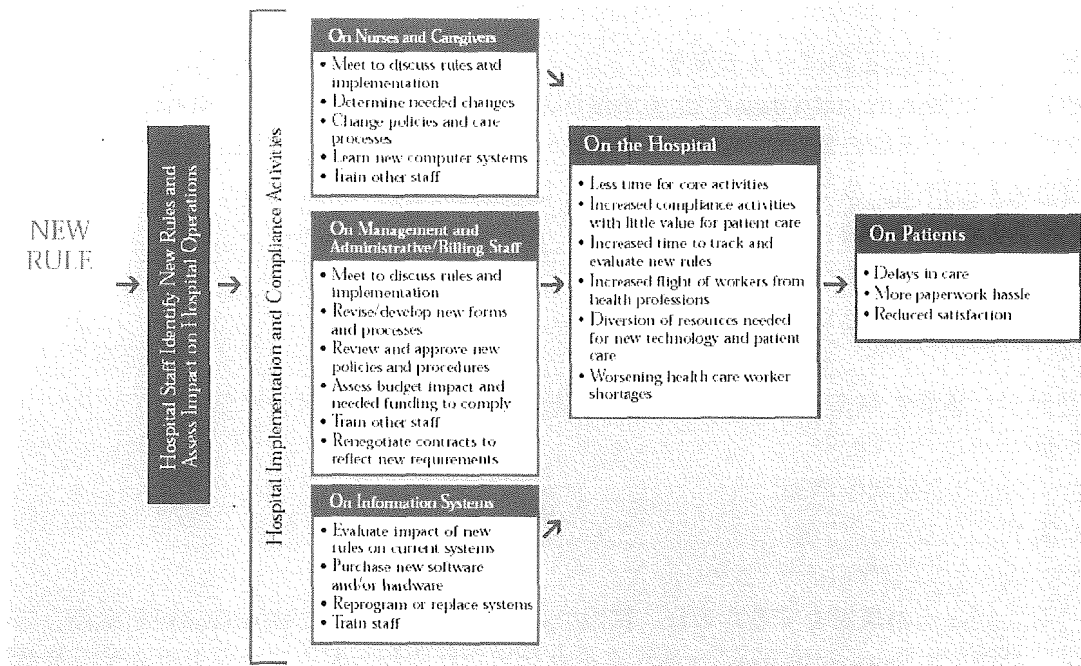 NEW
RULE
Hospital Staff Identify New Rules and
Assess Impact on Hospital Operations
Hospital Implementation and Compliance Activities
On Nurses and Caregivers
• Meet to discuss rules and
implementation
• Determine needed changes
• Change policies and care
processes
• Learn new computer systems
• Train other staff
On Management and
Administrative/Billing Staff
• Meet to discuss rules and
implementation
• Revise/develop new forms
and processes
• Review and approve new
policies and procedures
• Assess budget impact and
needed funding to comply
• Train other staff
• Renegotiate contracts to
reflect new requirements
On Information Systems
• Evaluate impact of new
rules on current systems
• Purchase new software
and/or hardware
• Reprogram or replace systems
• Train staff
On the Hospital
• Less time for core activities
• Increased compliance activities
with little value for patient care
• Increased time to track and
evaluate new rules
• Increased flight of workers from
health professions
• Diversion of resources needed
for new technology and patient
care
• Worsening health care worker
shortages
On Patients
• Delays in care
• More paperwork hassle
• Reduced satisfaction